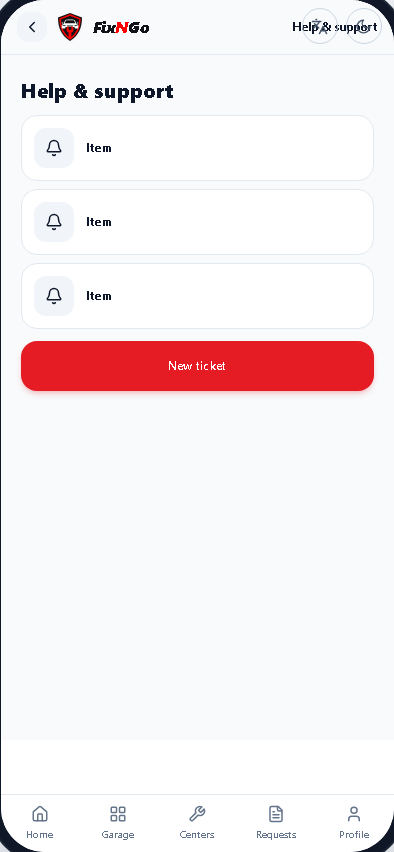 FixNGo
Help & support
Help & support
Item
Item
Item
New ticket
Home
Garage
Centers
Requests
Profile